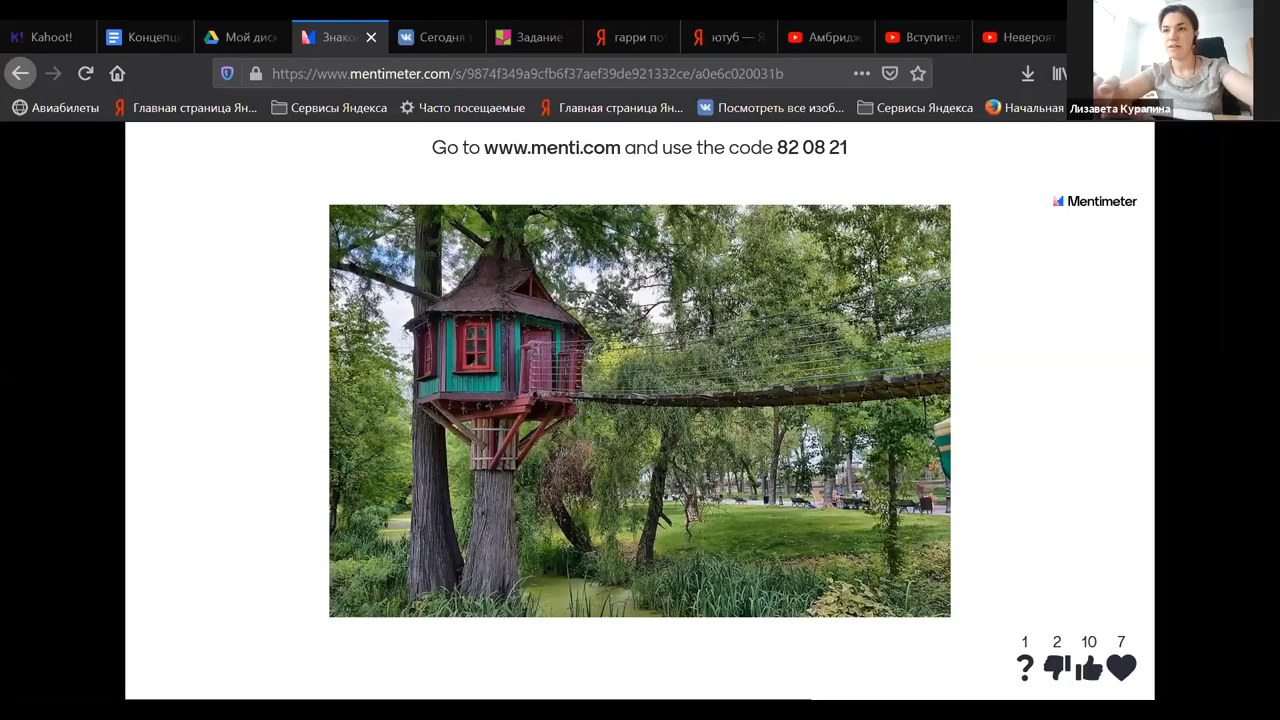 Kahoot!
Концепц
Мой дис
Знако
Сегодня
Задание
гарри по
ютуб — Я
Амбридж
Вступител
Невероят
https://www.mentimeter.com/s/9874f349a9cfb6f37aef39de921332ce/a0e6c020031b
Авиабилеты
Главная страница Ян...
Сервисы Яндекса
Часто посещаемые
Главная страница Ян...
Посмотреть все изоб...
Сервисы Яндекса
Начальная
Лизавета Курапина
Go to www.menti.com and use the code 82 08 21
Mentimeter
1 2 10 7